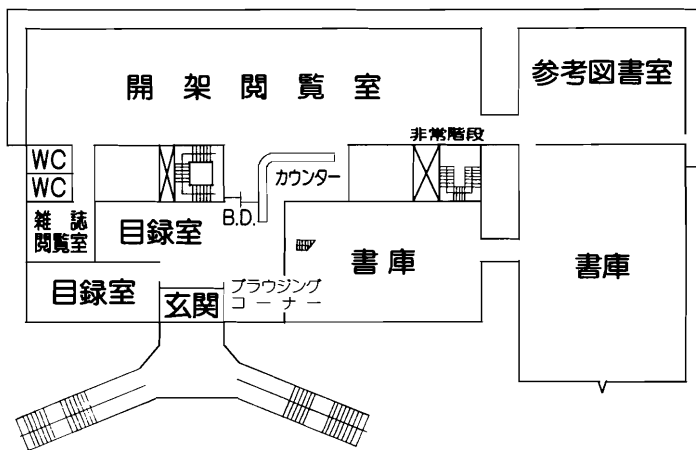 開架閲覧室
参考図書室
非常階段
WC
WC
カウンター
B.D.
雑誌
閲覧室
目録室
書庫
書庫
目録室
玄関
ブラウジング
コーナー